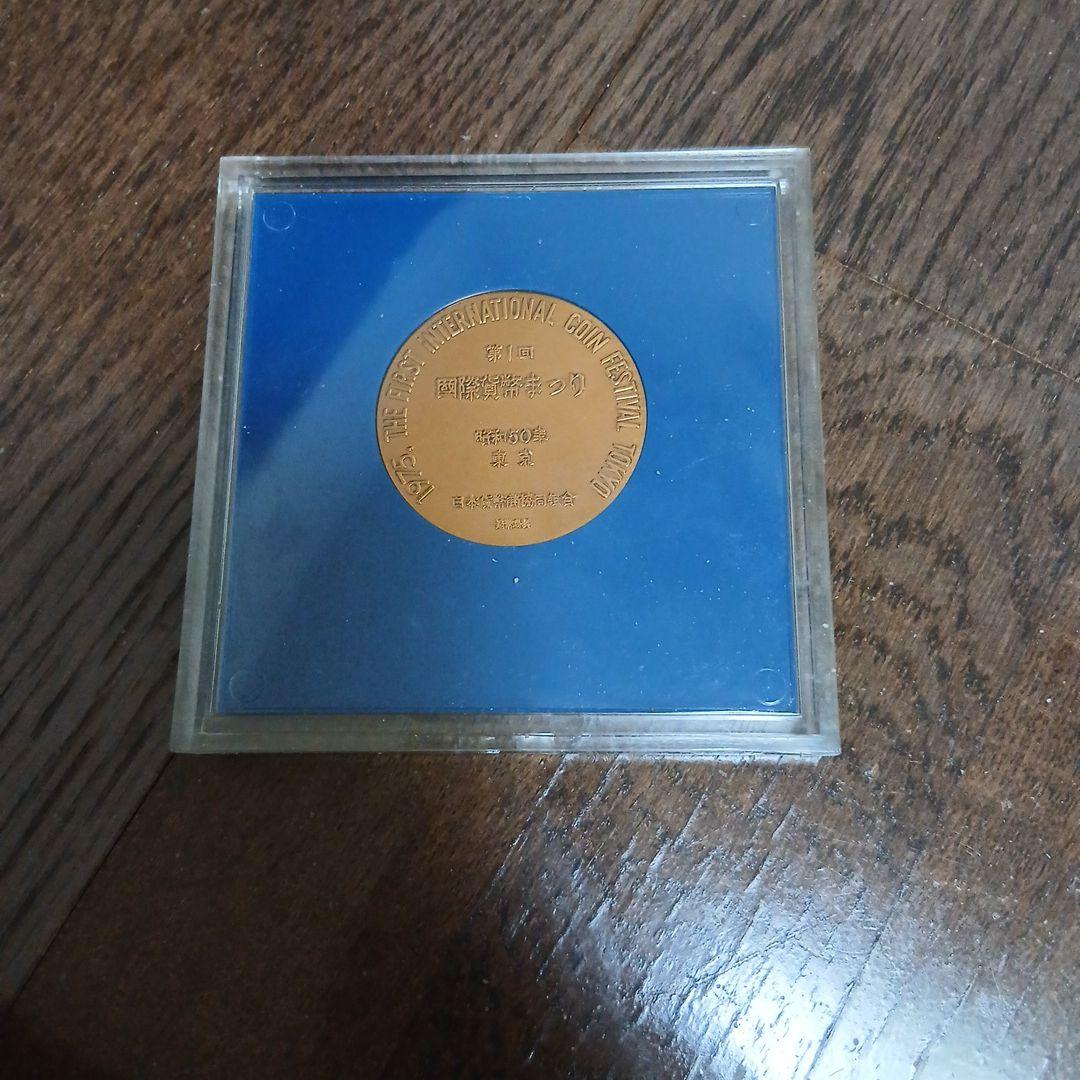 1975. THE FIRST INTERNATIONAL COIN FESTIVAL TOKYO
第1回
國際貨幣まつり
昭和50年
東京
日本貨幣商協同組合